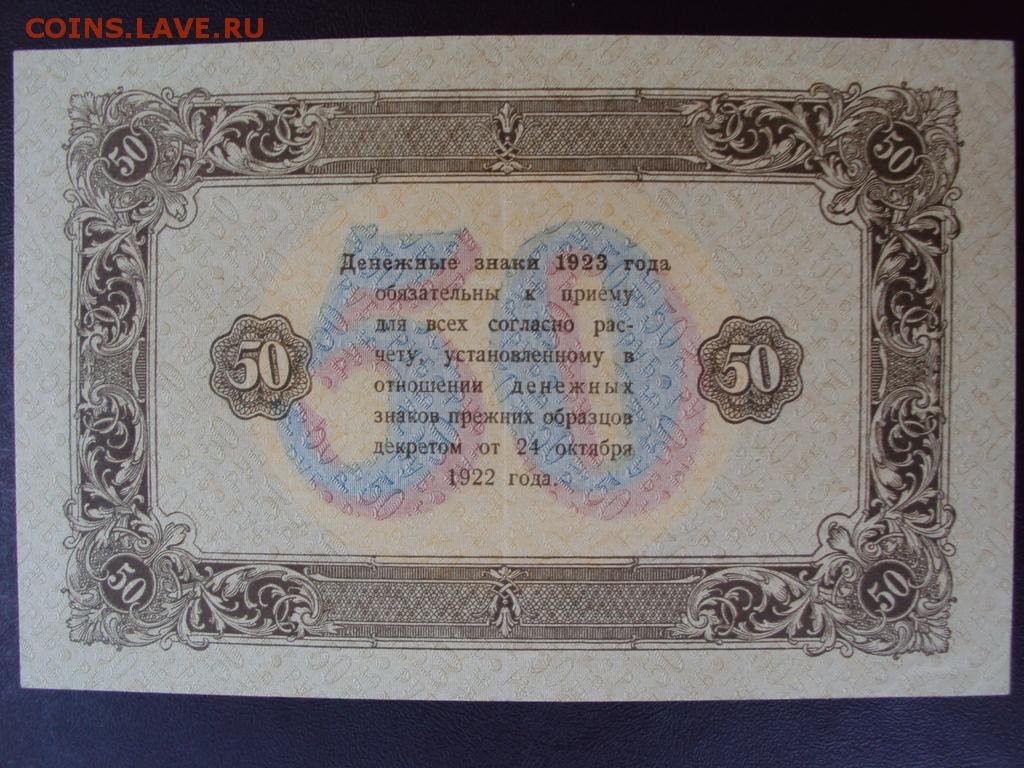 COINS.LAVE.RU
50 50
Денежные знаки 1923 года
обязательны к приему
для всех согласно рас-
чету, установленному в
50 50
отношении денежных
знаков прежних образцов
декретом от 24 октября
1922 года.
50
50 50